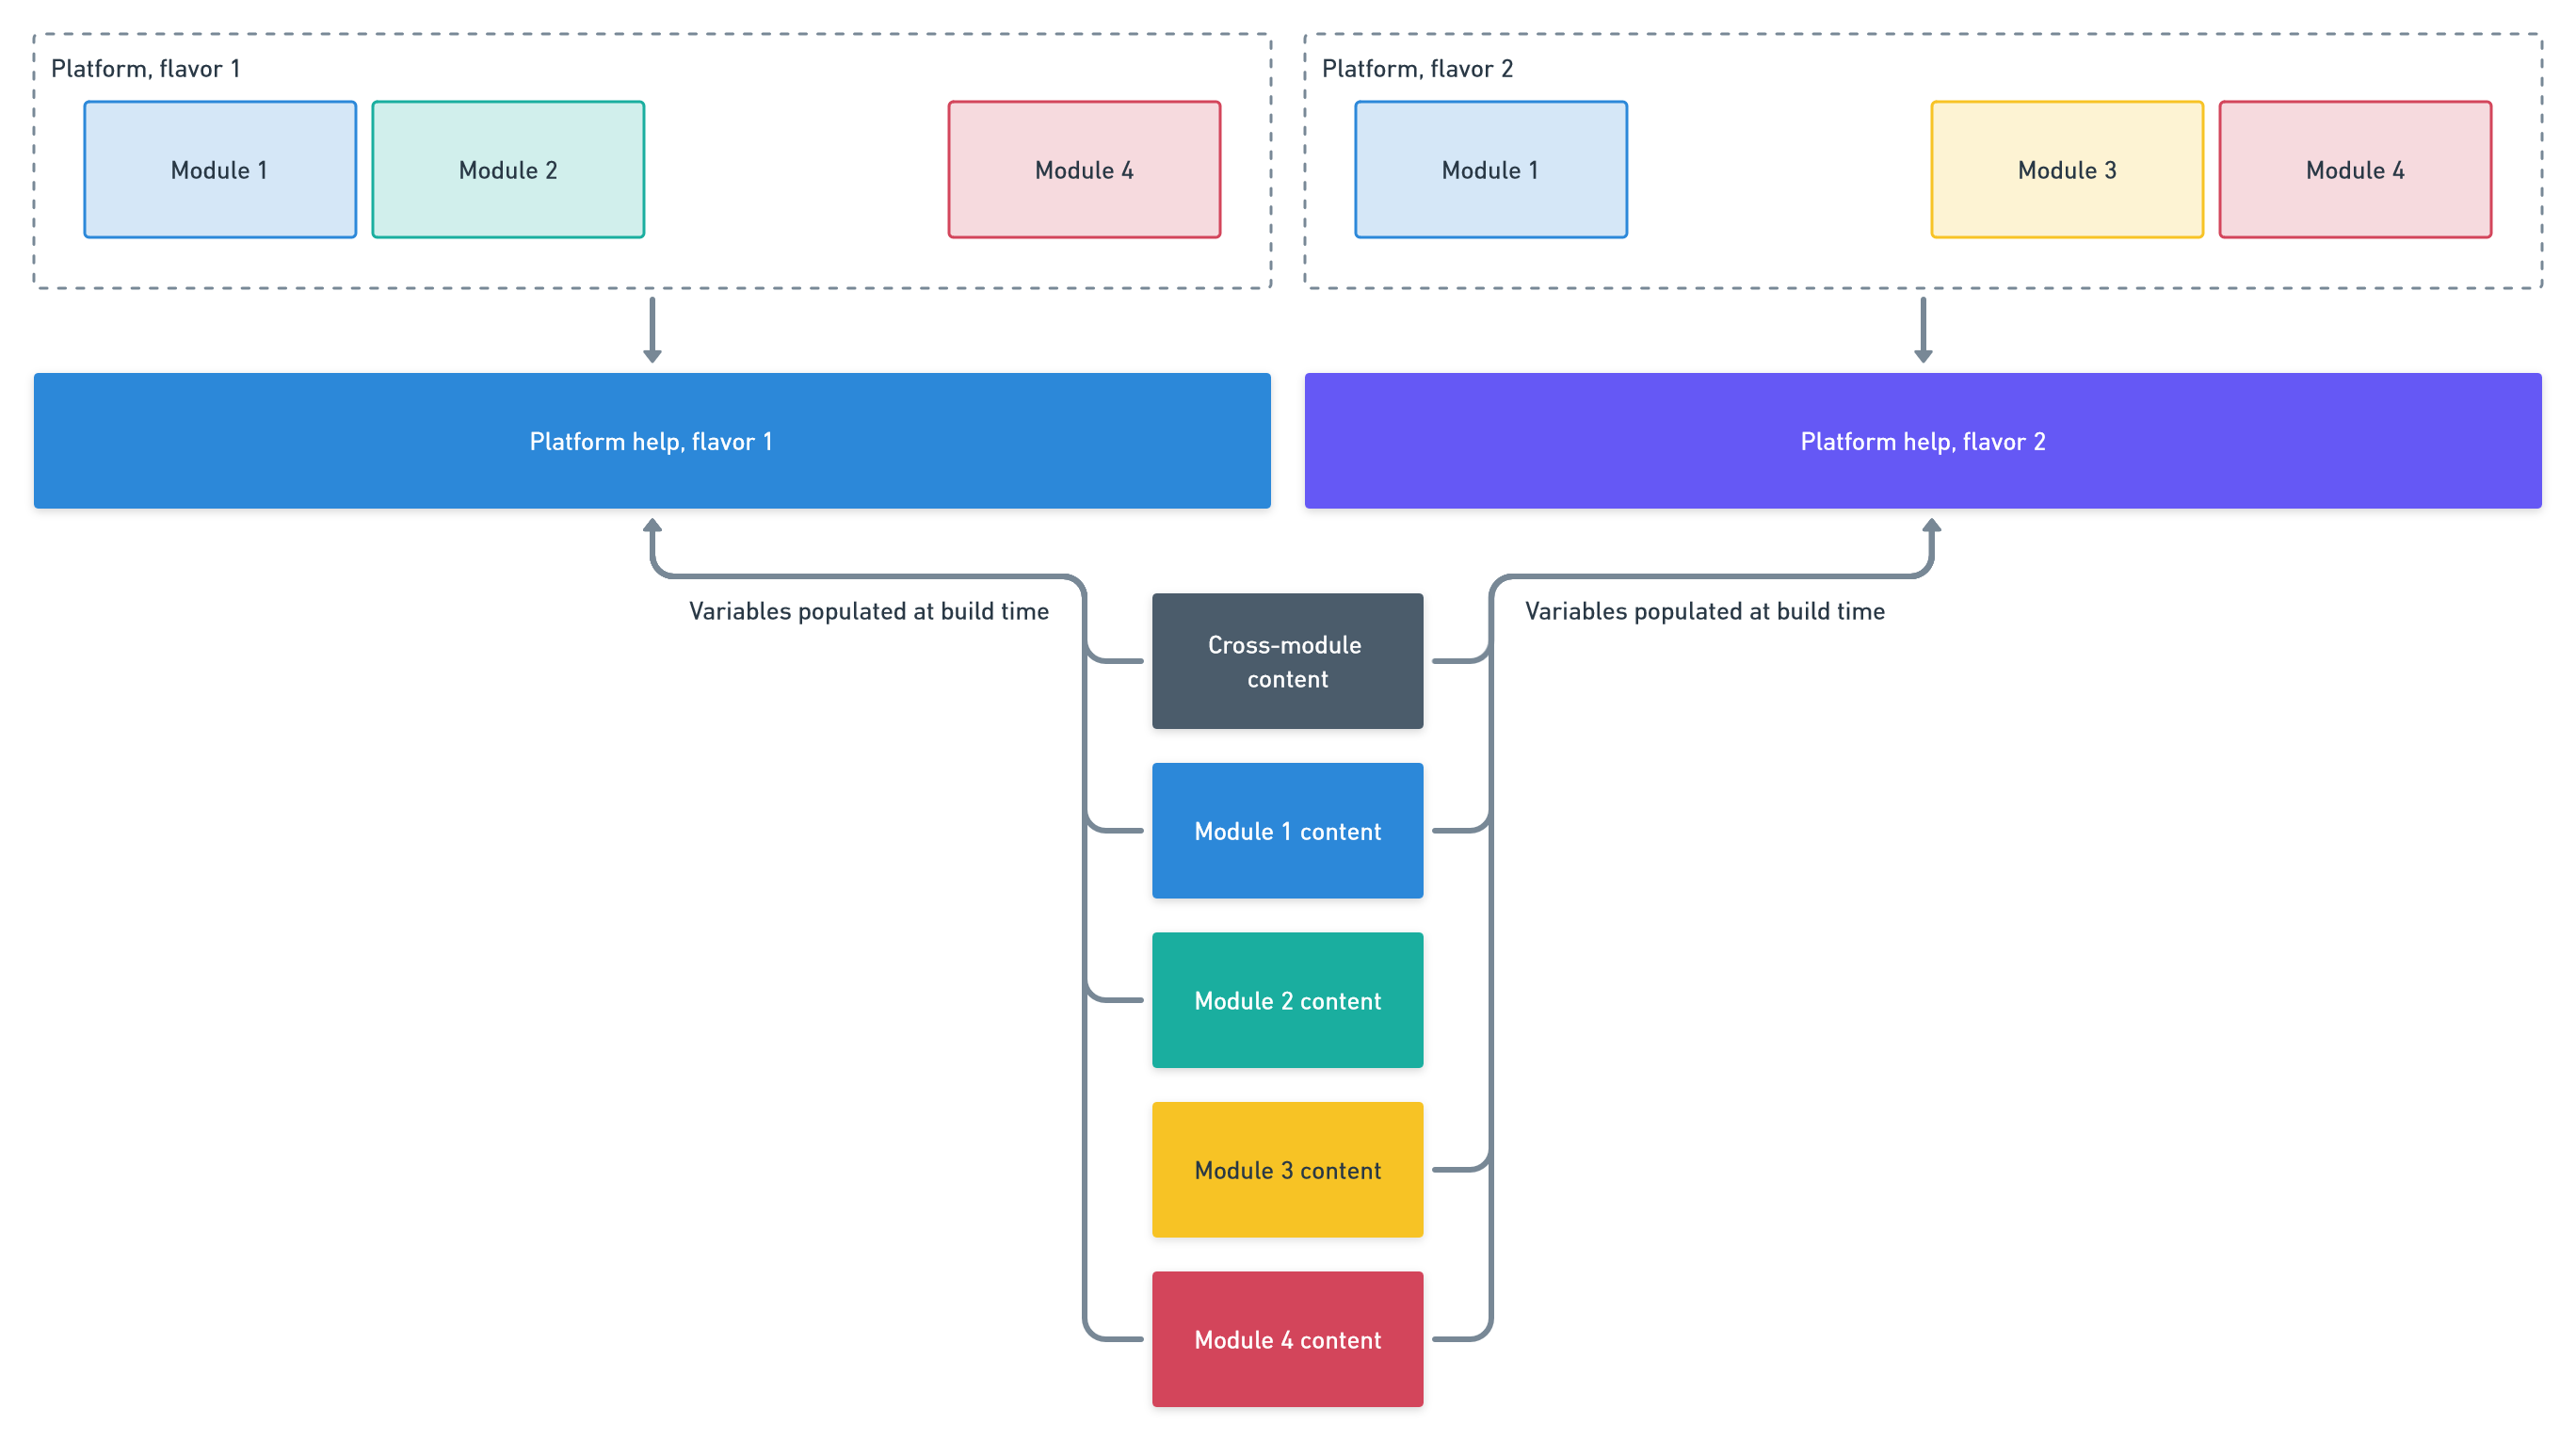 Platform, flavor 1
Module 1
Module 2
Module 4
Platform, flavor 2
Module 1
Module 3
Module 4
Platform help, flavor 1
Platform help, flavor 2
Variables populated at build time
Variables populated at build time
Cross-module
content
Module 1 content
Module 2 content
Module 3 content
Module 4 content